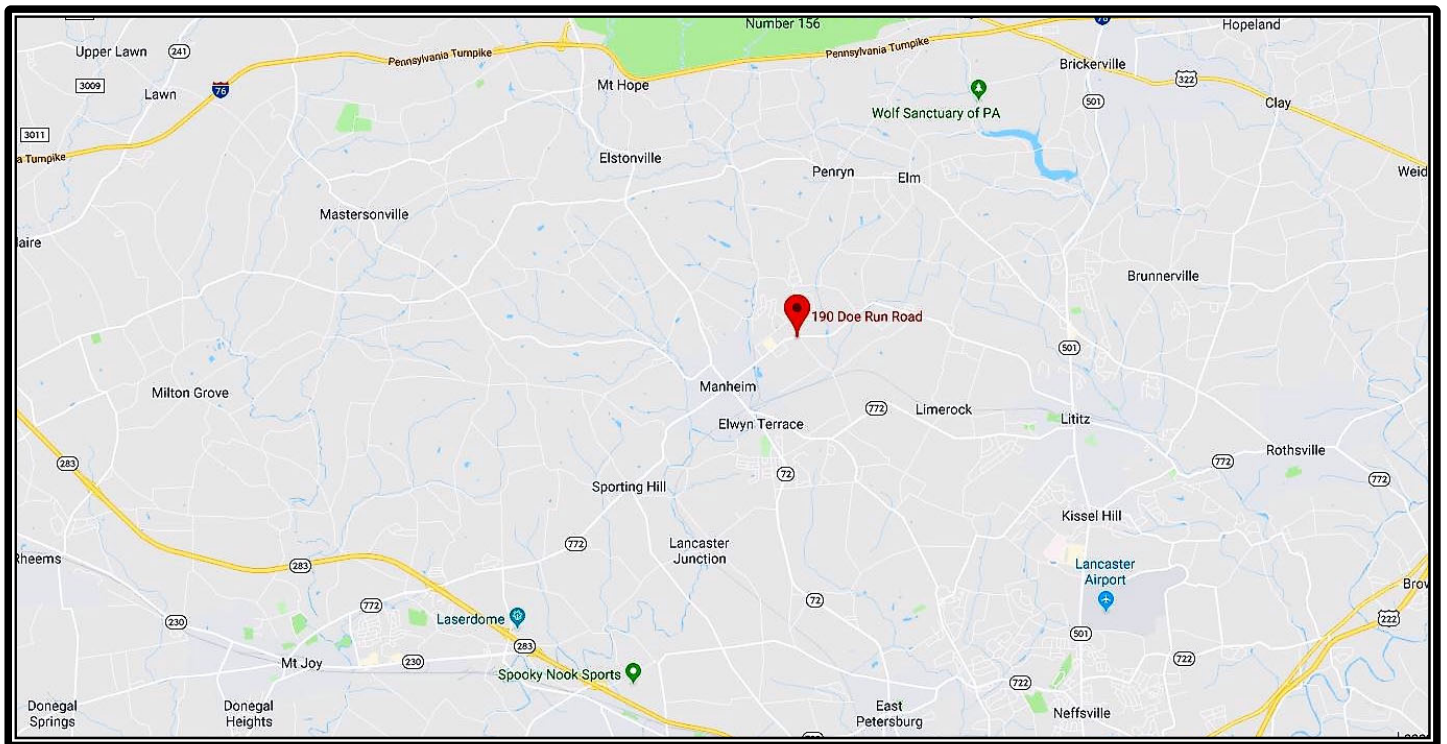 Number 156
76
Hopeland
Upper Lawn
241
Pennsylvania Turnpike
Pennsylvania Turnpike
Brickerville
322
3009
Lawn
76
Mt Hope
Wolf Sanctuary of PA
501
Clay
3011
a Turnpike
Elstonville
Penryn
Elm
Weid
Mastersonville
laire
Brunnerville
190 Doe Run Road
501
Milton Grove
Manheim
772
Limerock
Elwyn Terrace
Lititz
283
72
772
Rothsville
772
Sporting Hill
Kissel Hill
Rheems
283
772
Lancaster
Junction
Lancaster
Airport
Brow
772
72
222
230
Laserdome
501
283
Mt Joy
230
Spooky Nook Sports
722
722
Donegal
Springs
Donegal
Heights
East
Petersburg
Neffsville